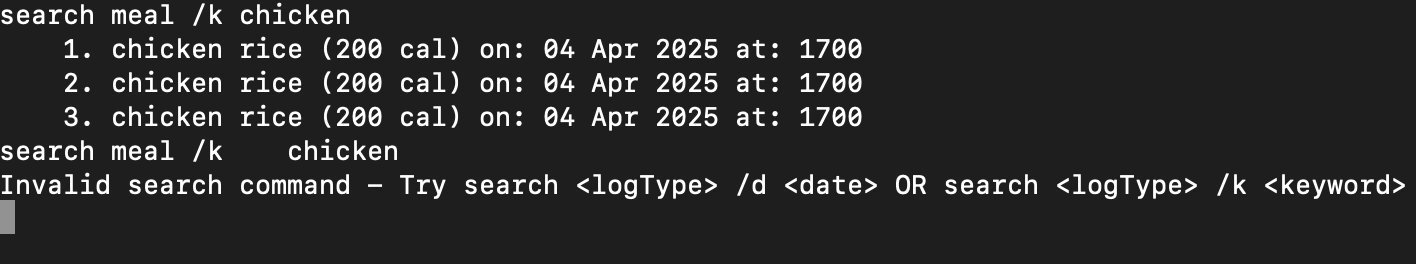 search meal /k chicken
    1. chicken rice (200 cal) on: 04 Apr 2025 at: 1700
    2. chicken rice (200 cal) on: 04 Apr 2025 at: 1700
    3. chicken rice (200 cal) on: 04 Apr 2025 at: 1700
search meal /k    chicken
Invalid search command – Try search <logType> /d <date> OR search <logType> /k <keyword>